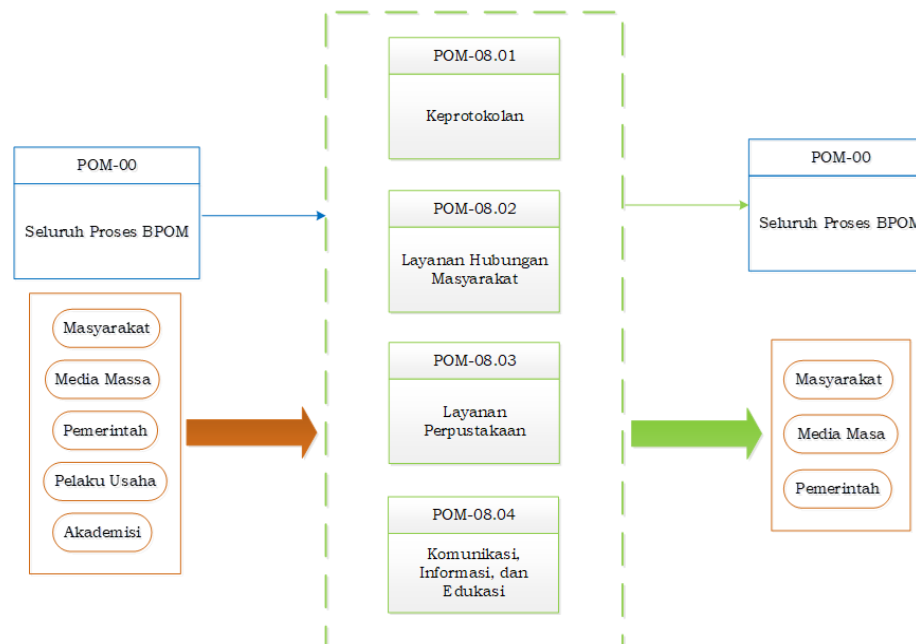 POM-00
Seluruh Proses BPOM
Masyarakat
Media Massa
Pemerintah
Pelaku Usaha
Akademisi
POM-08.01
Keprotokolan
POM-08.02
Layanan Hubungan
Masyarakat
POM-08.03
Layanan
Perpustakaan
POM-08.04
Komunikasi,
Informasi, dan
Edukasi
POM-00
Seluruh Proses BPOM
Masyarakat
Media Masa
Pemerintah